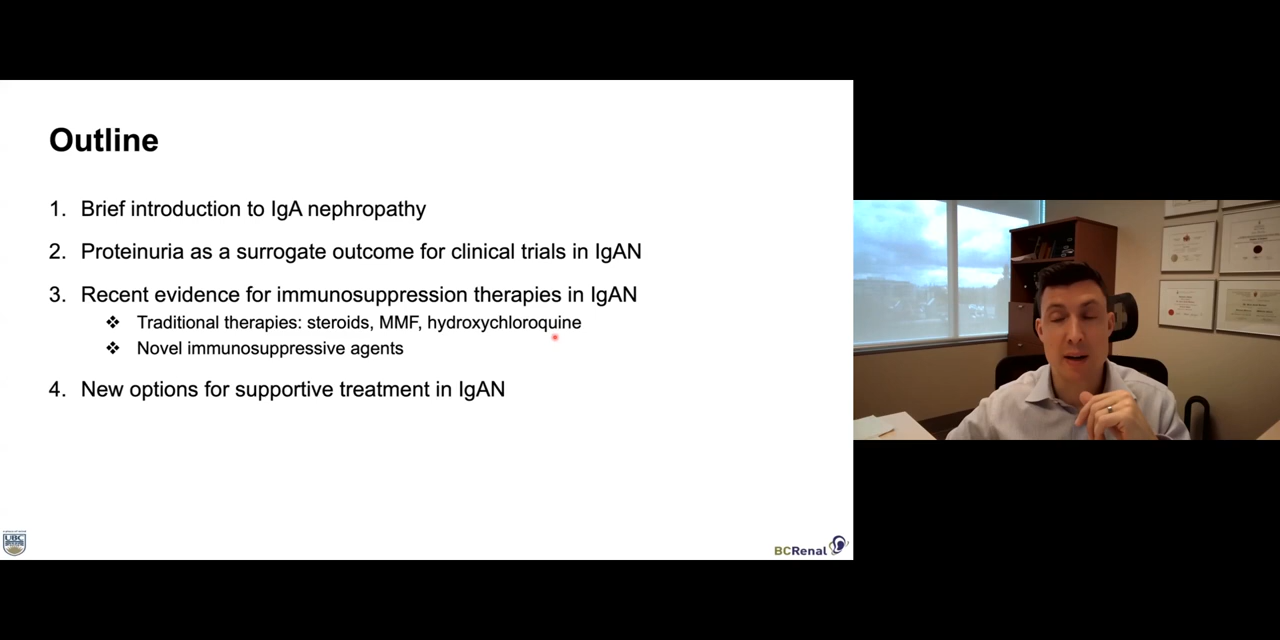 Outline
1. Brief introduction to IgA nephropathy
2. Proteinuria as a surrogate outcome for clinical trials in IgAN
3. Recent evidence for immunosuppression therapies in IgAN
❖ Traditional therapies: steroids, MMF, hydroxychloroquine
❖ Novel immunosuppressive agents
4. New options for supportive treatment in IgAN
UBC
BCRenal